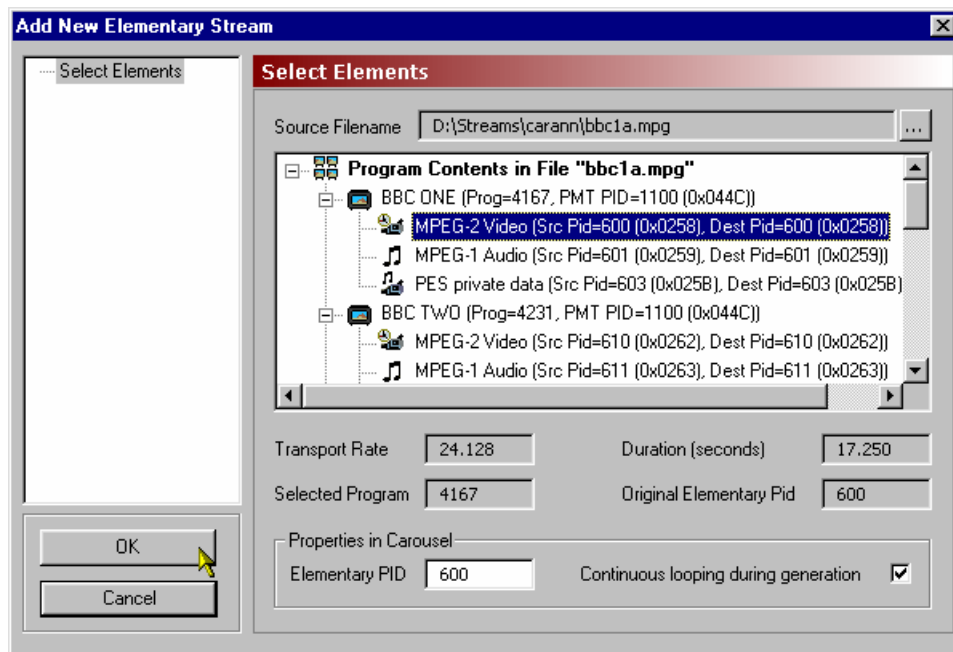 Add New Elementary Stream
Select Elements
Select Elements
Source Filename D:\Streams\carann\bbc1a.mpg ...
Program Contents in File "bbc1a.mpg"
BBC ONE (Prog=4167, PMT PID=1100 (0x044C))
MPEG-2 Video (Src Pid=600 (0x0258), Dest Pid=600 (0x0258))
MPEG-1 Audio (Src Pid=601 (0x0259), Dest Pid=601 (0x0259))
PES private data (Src Pid=603 (0x025B), Dest Pid=603 (0x025B)
BBC TWO (Prog=4231, PMT PID=1100 (0x044C))
MPEG-2 Video (Src Pid=610 (0x0262), Dest Pid=610 (0x0262))
MPEG-1 Audio (Src Pid=611 (0x0263), Dest Pid=611 (0x0263))
Transport Rate 24.128 Duration (seconds) 17.250
Selected Program 4167 Original Elementary Pid 600
Properties in Carousel
Elementary PID 600 Continuous looping during generation
OK
Cancel